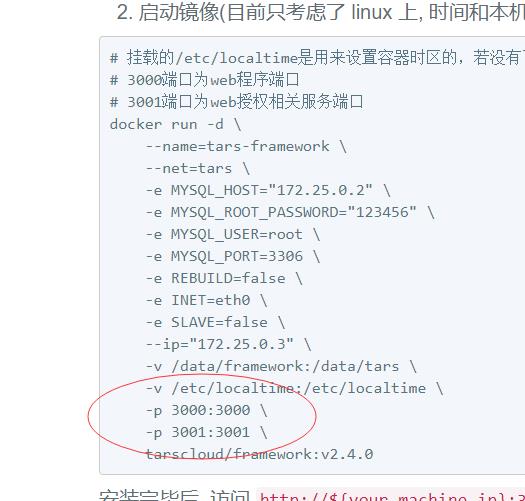 2. 启动镜像(目前只考虑了 linux 上, 时间和本机
# 挂载的/etc/localtime是用来设置容器时区的，若没有
# 3000端口为web程序端口
# 3001端口为web授权相关服务端口
docker run -d \
--name=tars-framework \
--net=tars \
-e MYSQL_HOST="172.25.0.2" \
-e MYSQL_ROOT_PASSWORD="123456" \
-e MYSQL_USER=root \
-e MYSQL_PORT=3306 \
-e REBUILD=false \
-e INET=eth0 \
-e SLAVE=false \
--ip="172.25.0.3" \
-v /data/framework:/data/tars \
-v /etc/localtime:/etc/localtime \
-p 3000:3000 \
-p 3001:3001 \
tarscloud/framework:v2.4.0
安装完毕后, 访问 http://${your_machine_ip}:3